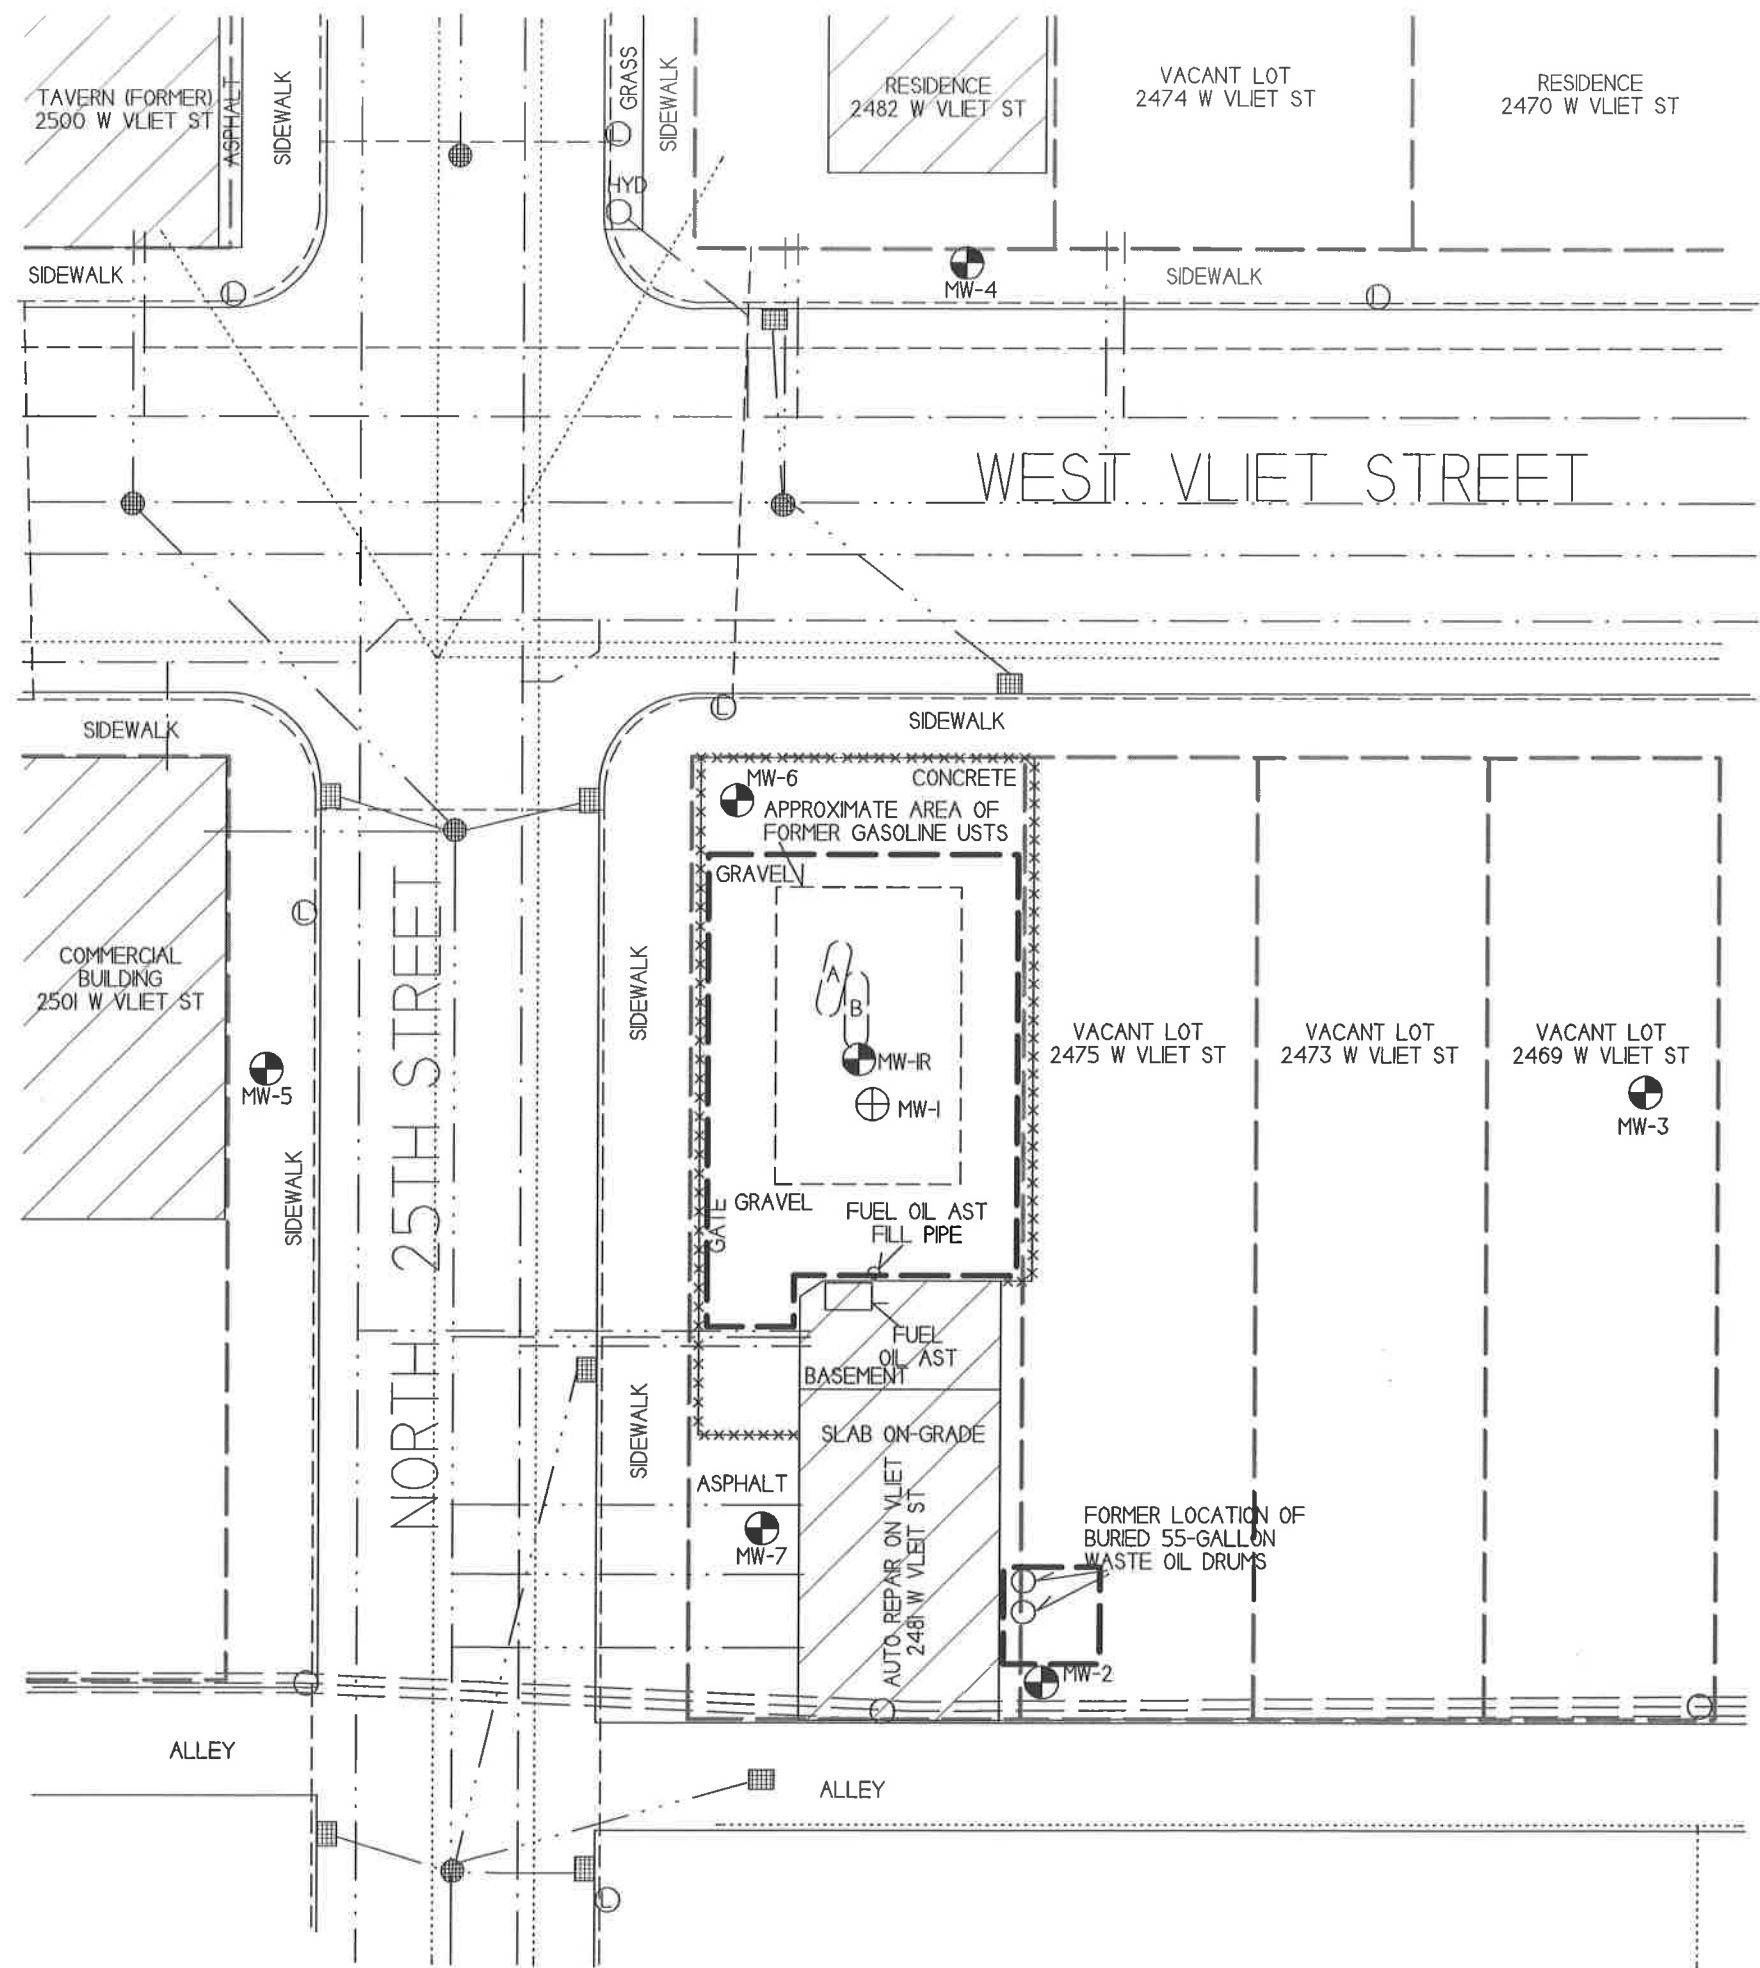 TAVERN (FORMER)
2500 W VLIET ST
ASPHALT
SIDEWALK
GRASS
SIDEWALK
RESIDENCE
2482 W VLIET ST
VACANT LOT
2474 W VLIET ST
RESIDENCE
2470 W VLIET ST
L
HYD
SIDEWALK
L
MW-4
SIDEWALK
L
WEST VLIET STREET
SIDEWALK
L
SIDEWALK
MW-6
CONCRETE
APPROXIMATE AREA OF
FORMER GASOLINE USTS
GRAVEL
L
COMMERCIAL
BUILDING
2501 W VLIET ST
NORTH 25TH STREET
SIDEWALK
A
B
MW-1R
MW-1
VACANT LOT
2475 W VLIET ST
VACANT LOT
2473 W VLIET ST
VACANT LOT
2469 W VLIET ST
MW-5
MW-3
SIDEWALK
GATE
GRAVEL
FUEL OIL AST
FILL PIPE
FUEL
OIL AST
BASEMENT
SIDEWALK
SLAB ON-GRADE
ASPHALT
MW-7
AUTO REPAIR ON VLIET
2481 W VLEIT ST
FORMER LOCATION OF
BURIED 55-GALLON
WASTE OIL DRUMS
MW-2
ALLEY
ALLEY
L